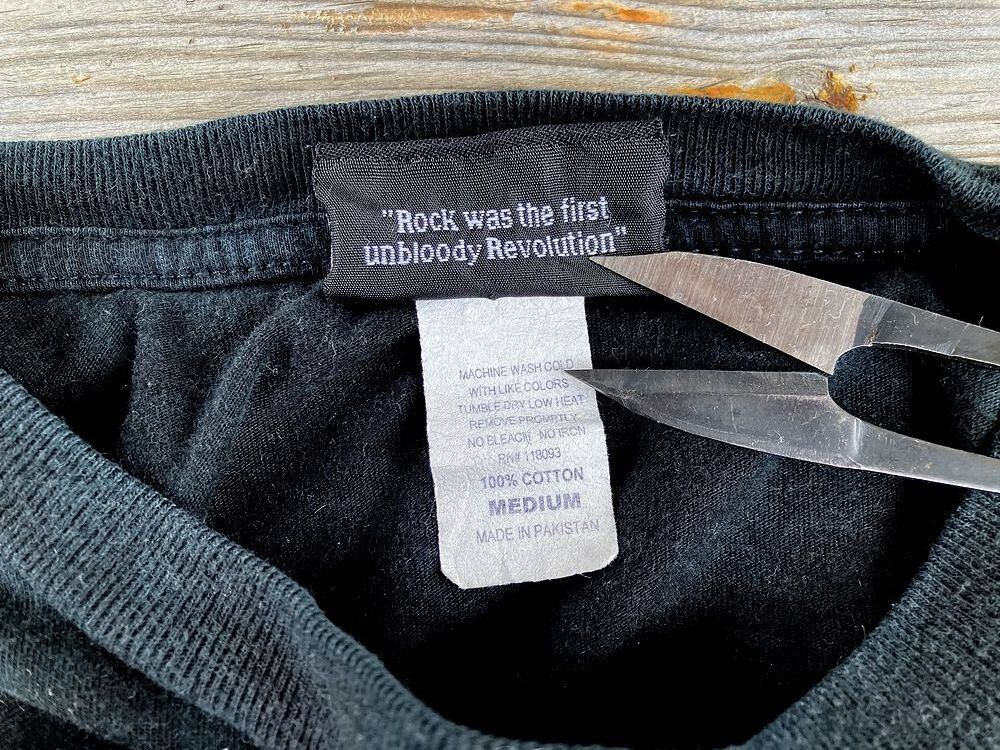 "Rock was the first
unbloody Revolution"
MACHINE WASH COLD
WITH LIKE COLORS
TUMBLE DRY LOW HEAT
REMOVE PROMPTLY
NO BLEACH NO IRON
RN# 118093
100% COTTON
MEDIUM
MADE IN PAKISTAN